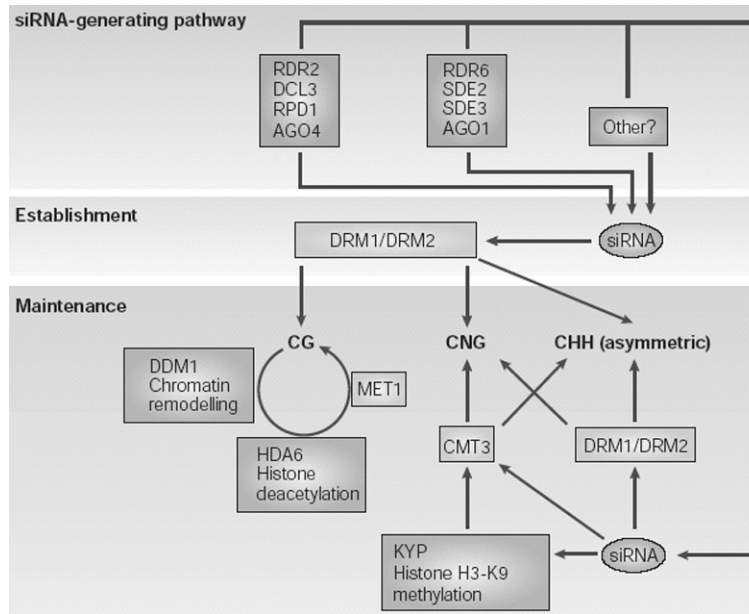 siRNA-generating pathway
RDR2
DCL3
RPD1
AGO4
RDR6
SDE2
SDE3
AGO1
Other?
Establishment
DRM1/DRM2
siRNA
Maintenance
CG
CNG
CHH (asymmetric)
DDM1
Chromatin
remodelling
MET1
HDA6
Histone
deacetylation
CMT3
DRM1/DRM2
KYP
Histone H3-K9
methylation
siRNA